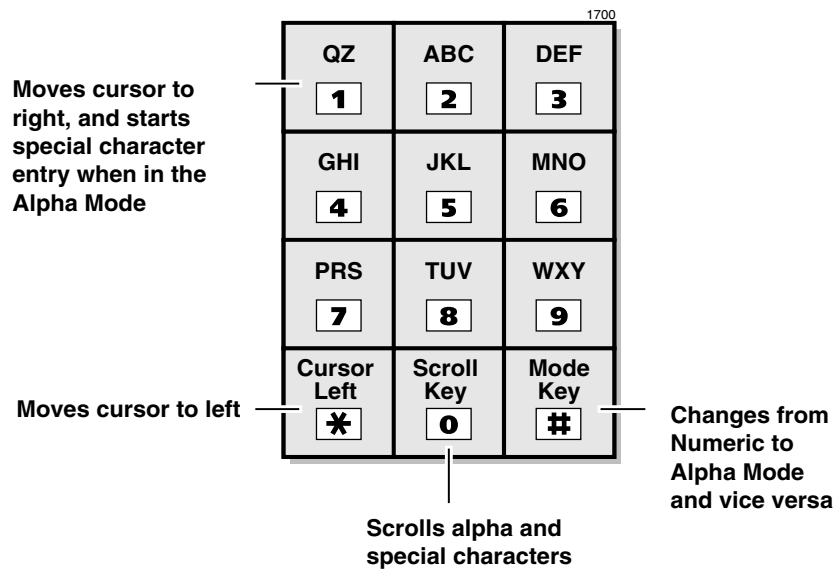 1700
QZ
1
ABC
2
DEF
3
Moves cursor to
right, and starts
special character
entry when in the
Alpha Mode
GHI
4
JKL
5
MNO
6
PRS
7
TUV
8
WXY
9
Moves cursor to left
Cursor
Left
*
Scroll
Key
0
Mode
Key
#
Changes from
Numeric to
Alpha Mode
and vice versa
Scrolls alpha and
special characters